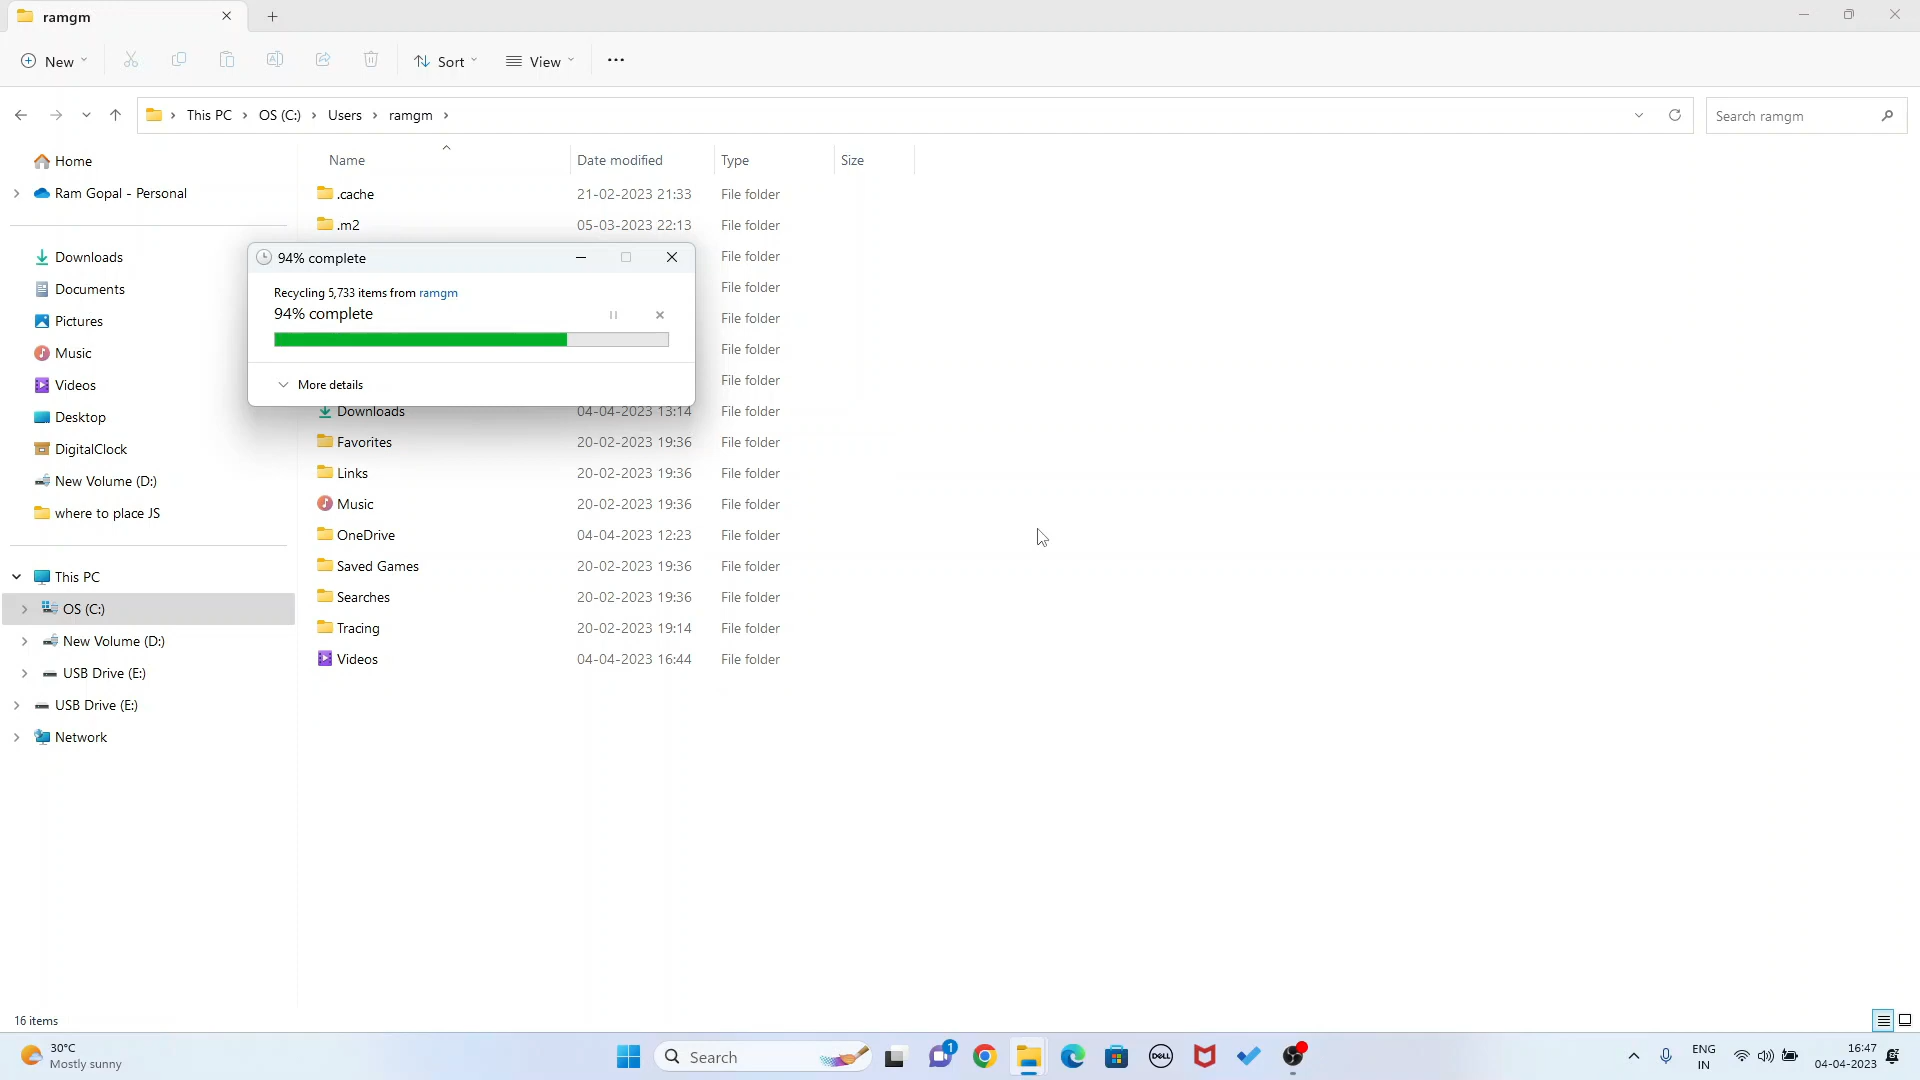 ramgm
New
Sort
View
This PC
OS (C:)
Users
ramgm
Search ramgm
Home
Ram Gopal - Personal
Downloads
Documents
Pictures
Music
Videos
Desktop
DigitalClock
New Volume (D:)
where to place JS
This PC
OS (C:)
New Volume (D:)
USB Drive (E:)
USB Drive (E:)
Network
Name Date modified Type Size
.cache 21-02-2023 21:33 File folder
.m2 05-03-2023 22:13 File folder
File folder
File folder
File folder
File folder
File folder
94% complete
Recycling 5,733 items from ramgm
94% complete
More details
Downloads 04-04-2023 13:14 File folder
Favorites 20-02-2023 19:36 File folder
Links 20-02-2023 19:36 File folder
Music 20-02-2023 19:36 File folder
OneDrive 04-04-2023 12:23 File folder
Saved Games 20-02-2023 19:36 File folder
Searches 20-02-2023 19:36 File folder
Tracing 20-02-2023 19:14 File folder
Videos 04-04-2023 16:44 File folder
16 items
30°C
Mostly sunny
Search
1
DELL
ENG
IN
16:47
04-04-2023